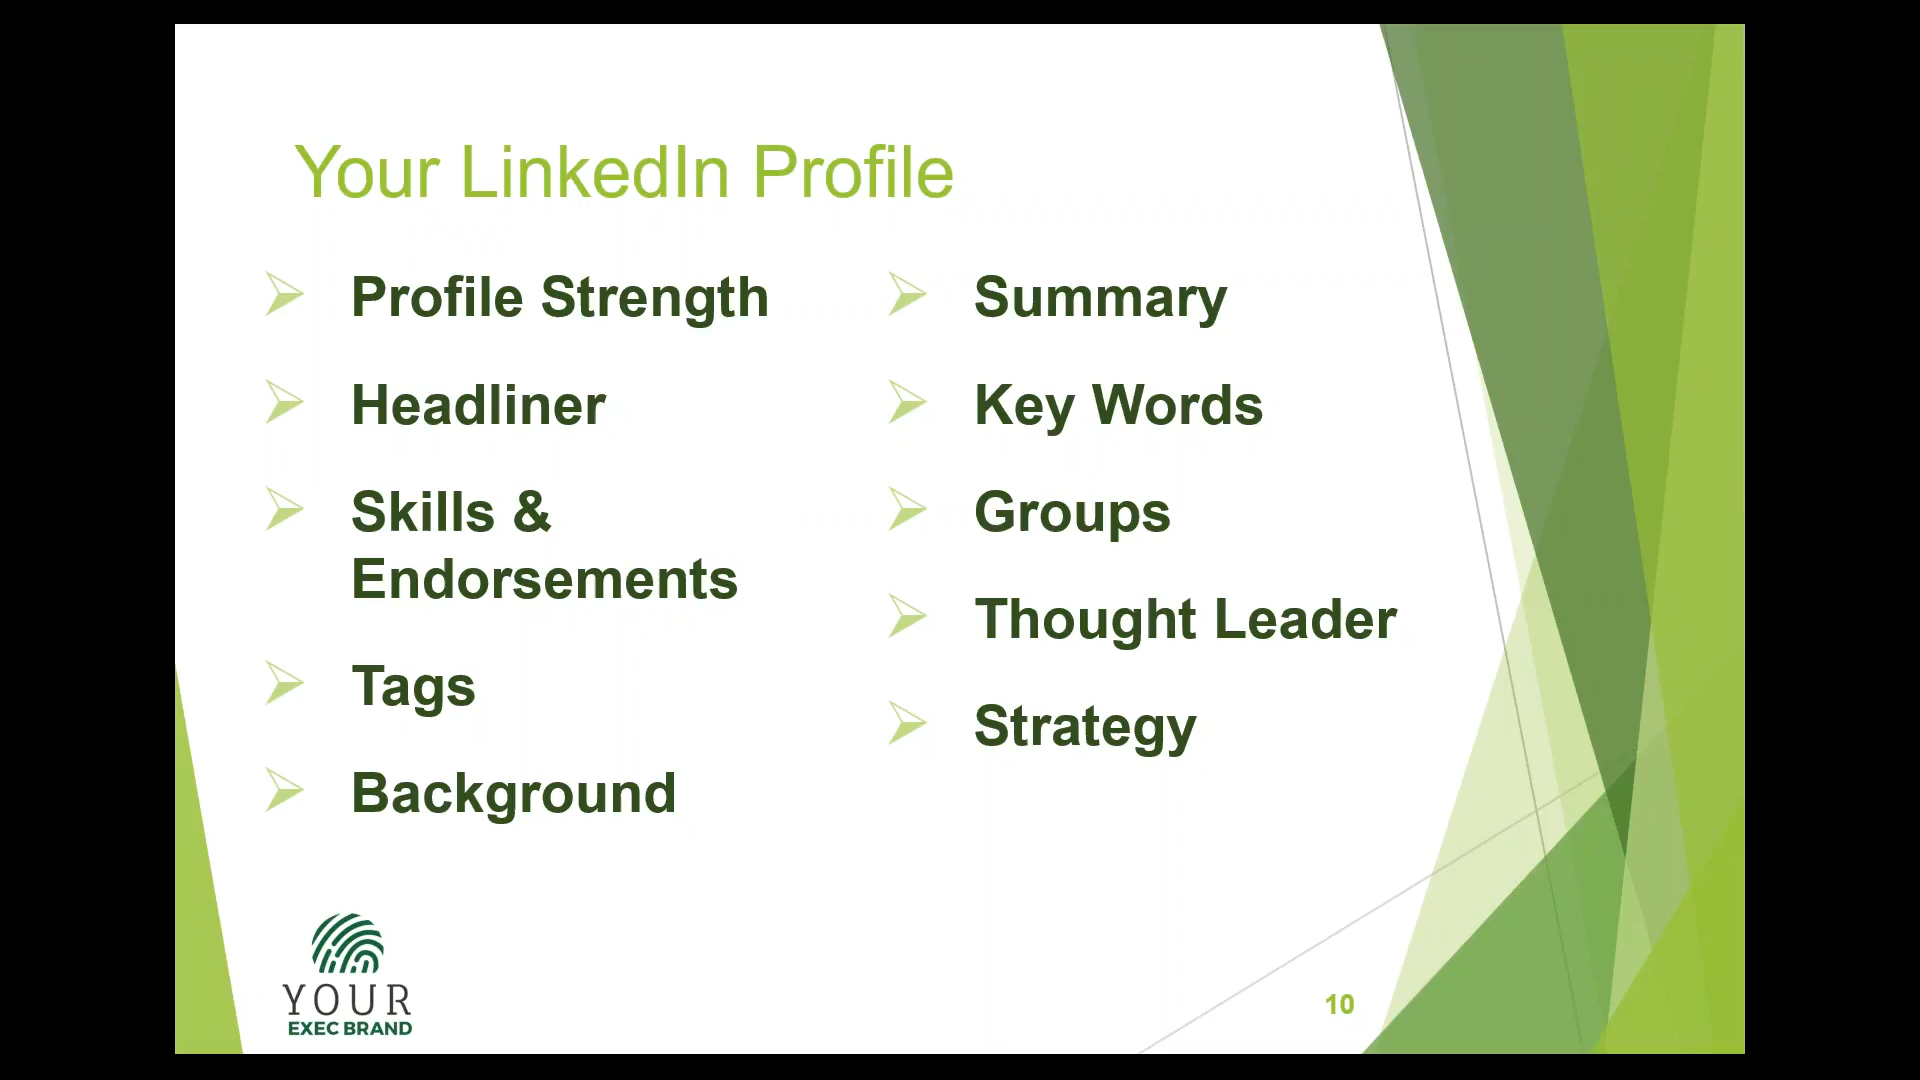 Your LinkedIn Profile
Profile Strength
Headliner
Skills &
Endorsements
Tags
Background
Summary
Key Words
Groups
Thought Leader
Strategy
YOUR
EXEC BRAND
10